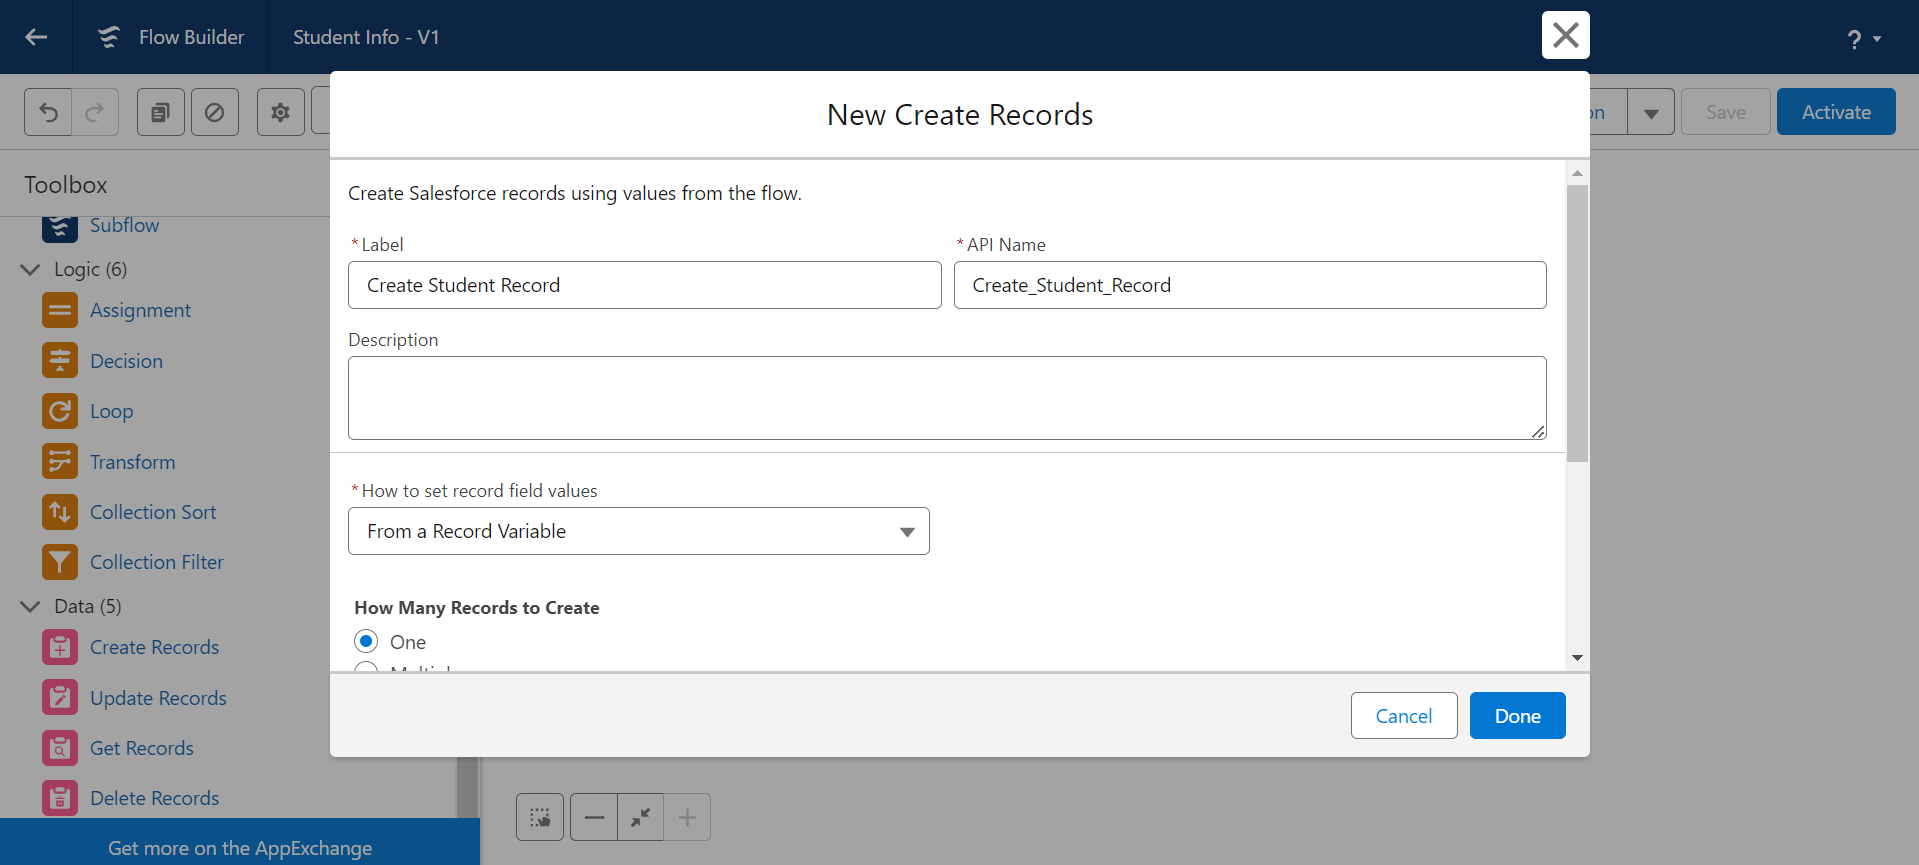 Flow Builder
Student Info - V1
?
Save
Activate
New Create Records
Toolbox
Create Salesforce records using values from the flow.
Subflow
Logic (6)
Assignment
Decision
Loop
Transform
Collection Sort
Collection Filter
Data (5)
Create Records
Update Records
Get Records
Delete Records
Get more on the AppExchange
* Label
Create Student Record
* API Name
Create_Student_Record
Description
* How to set record field values
From a Record Variable
How Many Records to Create
One
Cancel
Done